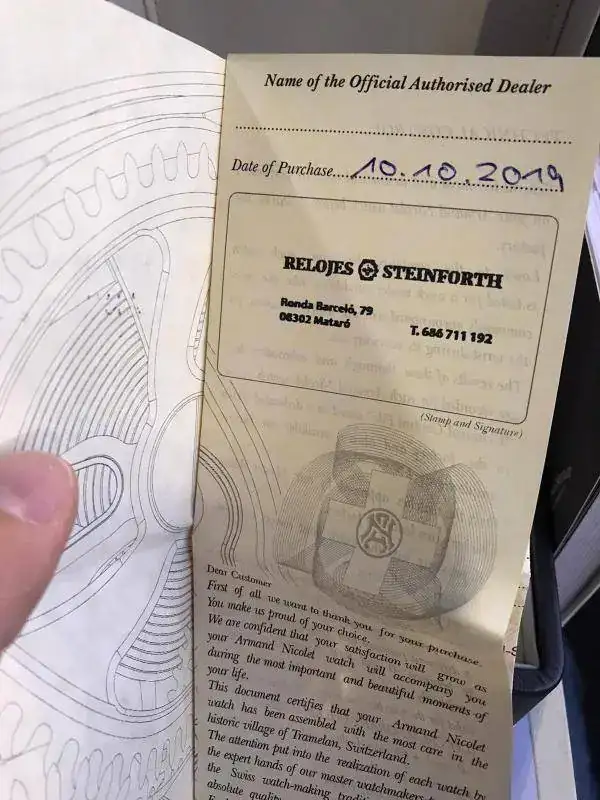 Name of the Official Authorised Dealer
Date of Purchase 10.10.2019
RELOJES STEINFORTH
Ronda Barceló, 79
08302 Mataró
T. 686 711 192
(Stamp and Signature)
Dear Customer
First of all we want to thank you for your purchase.
You make us proud of your choice.
We are confident that your satisfaction will grow as
your Armand Nicolet watch will accompany you
during the most important and beautiful moments of
your life.
This document certifies that your Armand Nicolet
watch has been assembled with the most care in the
historic village of Tramelan, Switzerland.
The attention put into the realization of each watch by
the expert hands of our master watchmakers
the Swiss watch-making
absolute